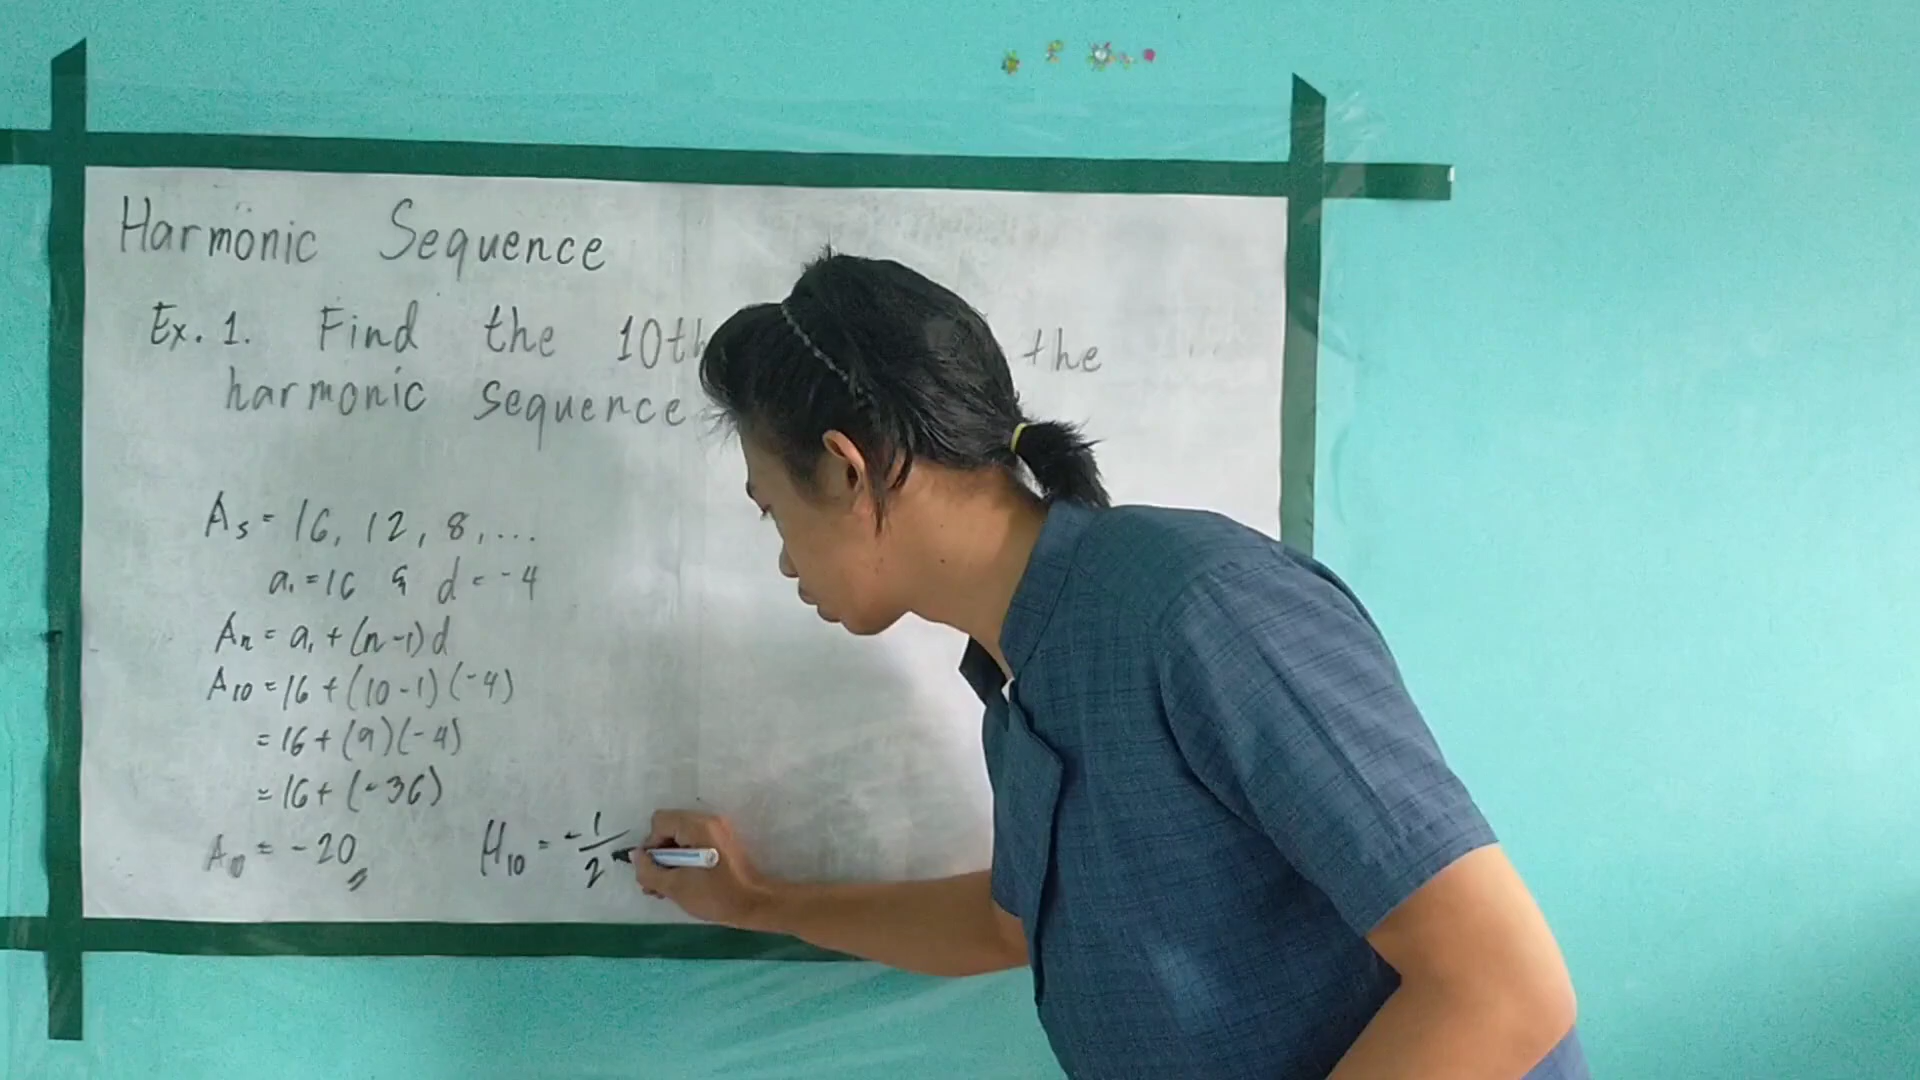 Harmonic Sequence
Ex. 1. Find the 10th the
harmonic sequence
As = 16, 12, 8, ...
a₁ = 16 & d = -4
An = a₁ + (n-1)d
A10 = 16 + (10-1)(-4)
= 16 + (9)(-4)
= 16 + (-36)
A10 = -20
H10 = -1/2